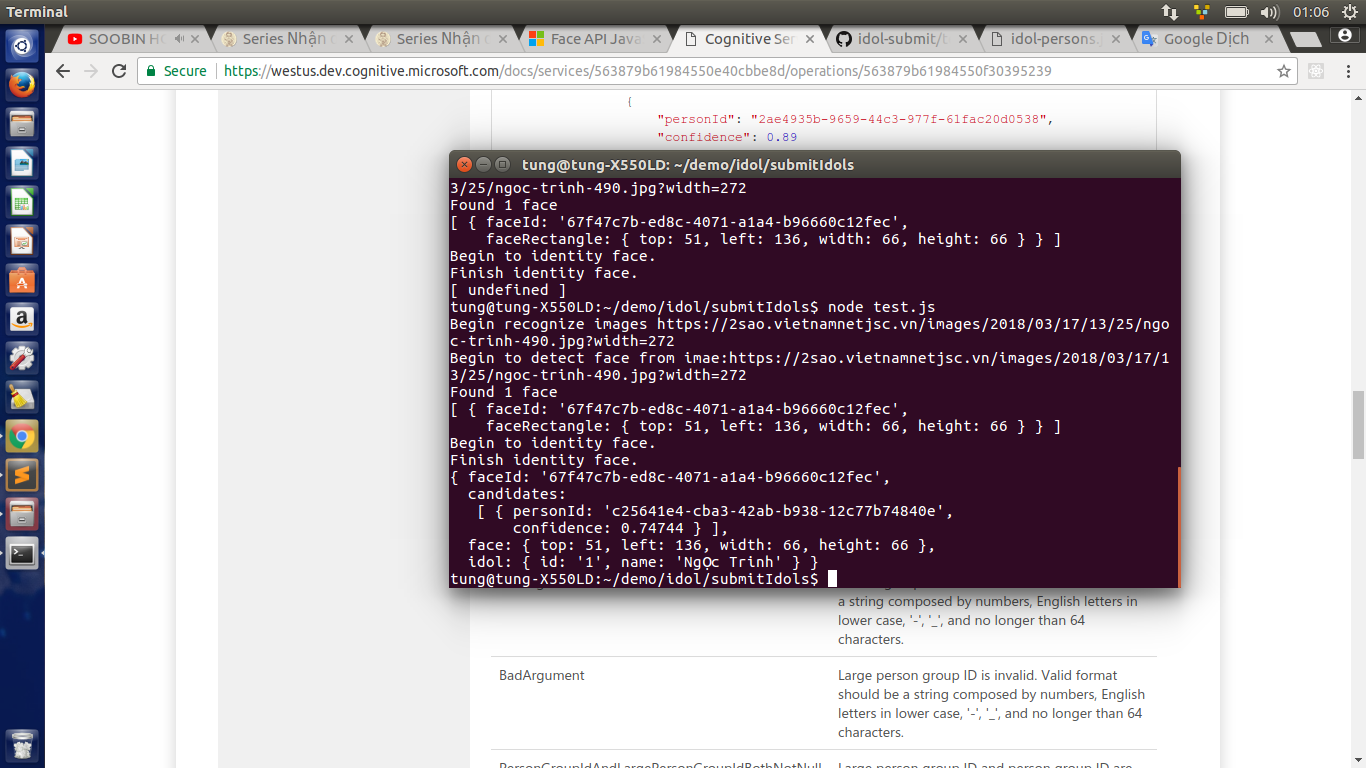 Terminal
01:06
SOOBIN H
Series Nhận d
Series Nhận d
Face API Java
Cognitive Ser
idol-submit/t
idol-persons.j
Google Dịch
Secure
https://westus.dev.cognitive.microsoft.com/docs/services/563879b61984550e40cbbe8d/operations/563879b61984550f30395239
{
"personId": "2ae4935b-9659-44c3-977f-61fac20d0538",
"confidence": 0.89
tung@tung-X550LD: ~/demo/idol/submitIdols
3/25/ngoc-trinh-490.jpg?width=272
Found 1 face
[ { faceId: '67f47c7b-ed8c-4071-a1a4-b96660c12fec',
faceRectangle: { top: 51, left: 136, width: 66, height: 66 } } ]
Begin to identity face.
Finish identity face.
[ undefined ]
tung@tung-X550LD:~/demo/idol/submitIdols$ node test.js
Begin recognize images https://2sao.vietnamnetjsc.vn/images/2018/03/17/13/25/ngo
c-trinh-490.jpg?width=272
Begin to detect face from imae:https://2sao.vietnamnetjsc.vn/images/2018/03/17/1
3/25/ngoc-trinh-490.jpg?width=272
Found 1 face
[ { faceId: '67f47c7b-ed8c-4071-a1a4-b96660c12fec',
faceRectangle: { top: 51, left: 136, width: 66, height: 66 } } ]
Begin to identity face.
Finish identity face.
{ faceId: '67f47c7b-ed8c-4071-a1a4-b96660c12fec',
candidates:
[ { personId: 'c25641e4-cba3-42ab-b938-12c77b74840e',
confidence: 0.74744 } ],
face: { top: 51, left: 136, width: 66, height: 66 },
idol: { id: '1', name: 'Ngọc Trinh' } }
tung@tung-X550LD:~/demo/idol/submitIdols$
a string composed by numbers, English letters in
lower case, '-', '_', and no longer than 64
characters.
BadArgument
Large person group ID is invalid. Valid format
should be a string composed by numbers, English
letters in lower case, '-', '_', and no longer than 64
characters.
PersonGroupIdAndLargePersonGroupIdBothNotNull
Large person group ID and person group ID are